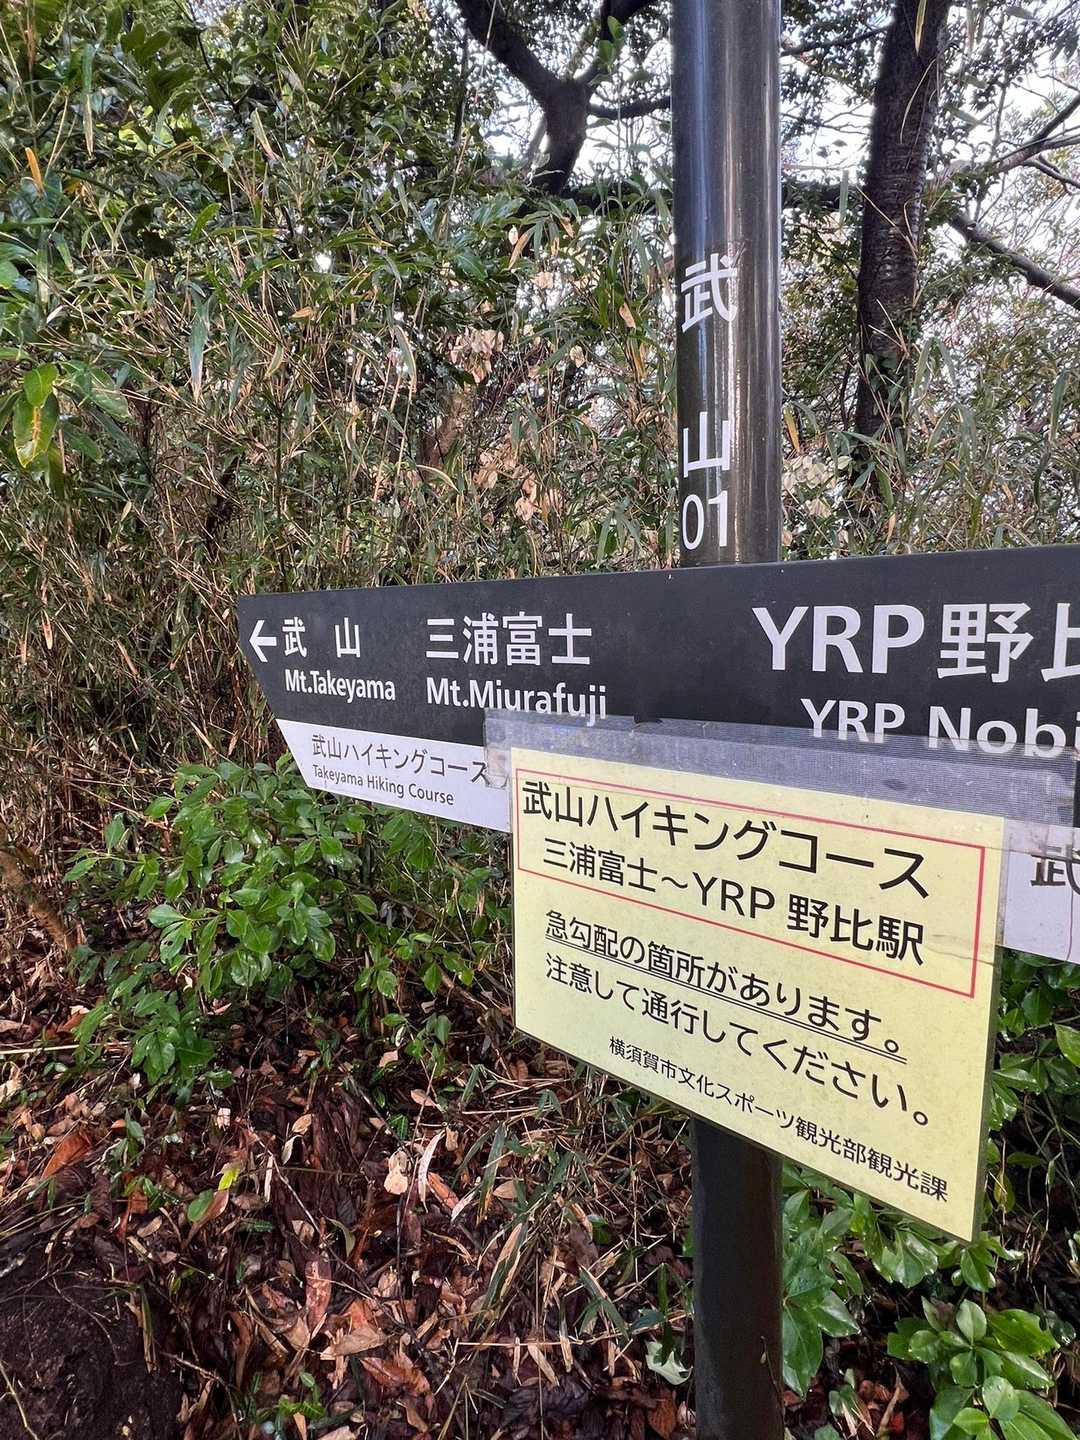 武
山
01
←武 山 三浦富士 YRP野
Mt.Takeyama Mt.Miurafuji YRP Nobi
武山ハイキングコース
Takeyama Hiking Course
武
武山ハイキングコース
三浦富士～YRP 野比駅
急勾配の箇所があります。
注意して通行してください。
横須賀市文化スポーツ観光部観光課